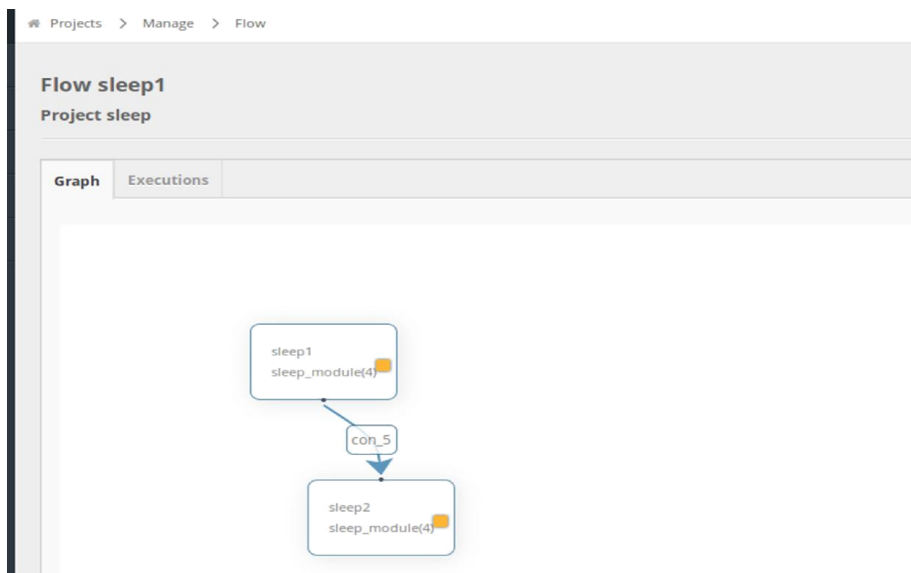 Projects > Manage > Flow
Flow sleep1
Project sleep
Graph Executions
sleep1
sleep_module(4)
con_5
sleep2
sleep_module(4)